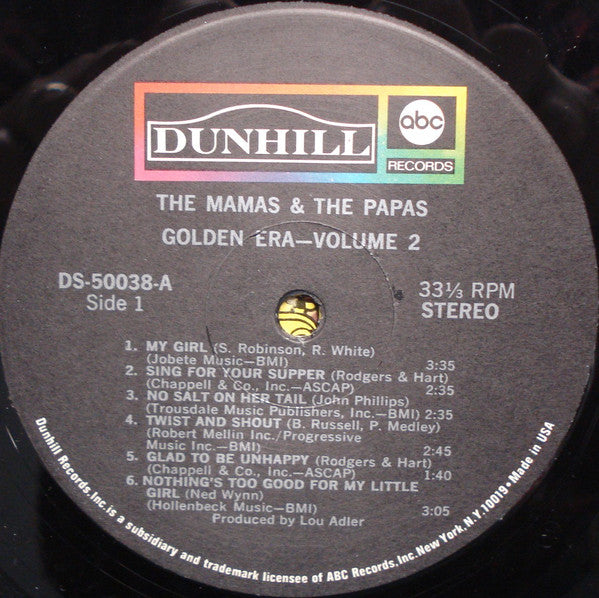 DUNHILL
abc
RECORDS
THE MAMAS & THE PAPAS
GOLDEN ERA—VOLUME 2
DS-50038-A
Side 1
33⅓ RPM
STEREO
1. MY GIRL (S. Robinson, R. White)
(Jobete Music—BMI) 3:35
2. SING FOR YOUR SUPPER (Rodgers & Hart)
(Chappell & Co., Inc.—ASCAP) 2:35
3. NO SALT ON HER TAIL (John Phillips)
(Trousdale Music Publishers, Inc.—BMI) 2:35
4. TWIST AND SHOUT (B. Russell, P. Medley)
(Robert Mellin Inc./Progressive
Music Inc.—BMI) 2:45
5. GLAD TO BE UNHAPPY (Rodgers & Hart)
(Chappell & Co., Inc.—ASCAP) 1:40
6. NOTHING'S TOO GOOD FOR MY LITTLE
GIRL (Ned Wynn)
(Hollenbeck Music—BMI) 3:05
Produced by Lou Adler
Dunhill Records, Inc. is a subsidiary and trademark licensee of ABC Records, Inc. New York, N.Y. 10019 • Made in USA